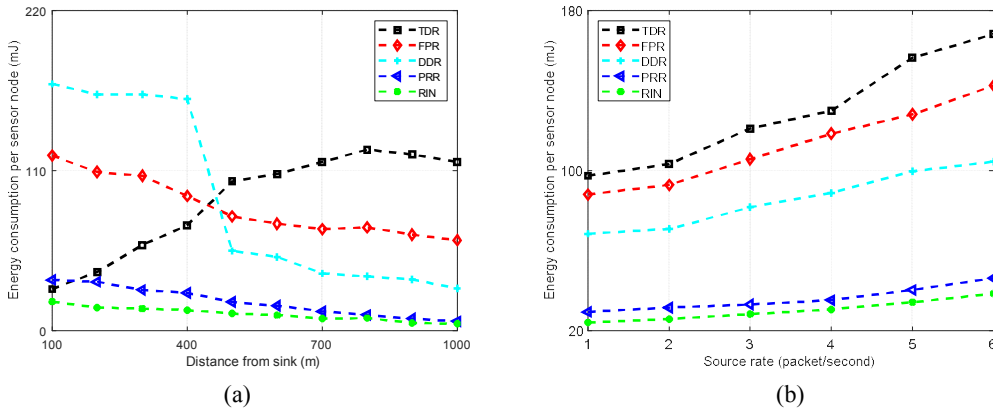 220
110
0
100
400
700
1000
Energy consumption per sensor node (mJ)
Distance from sink (m)
TDR
FPR
DDR
PRR
RIN
(a)
180
100
20
1
2
3
4
5
6
Energy consumption per sensor node (mJ)
Source rate (packet/second)
TDR
FPR
DDR
PRR
RIN
(b)